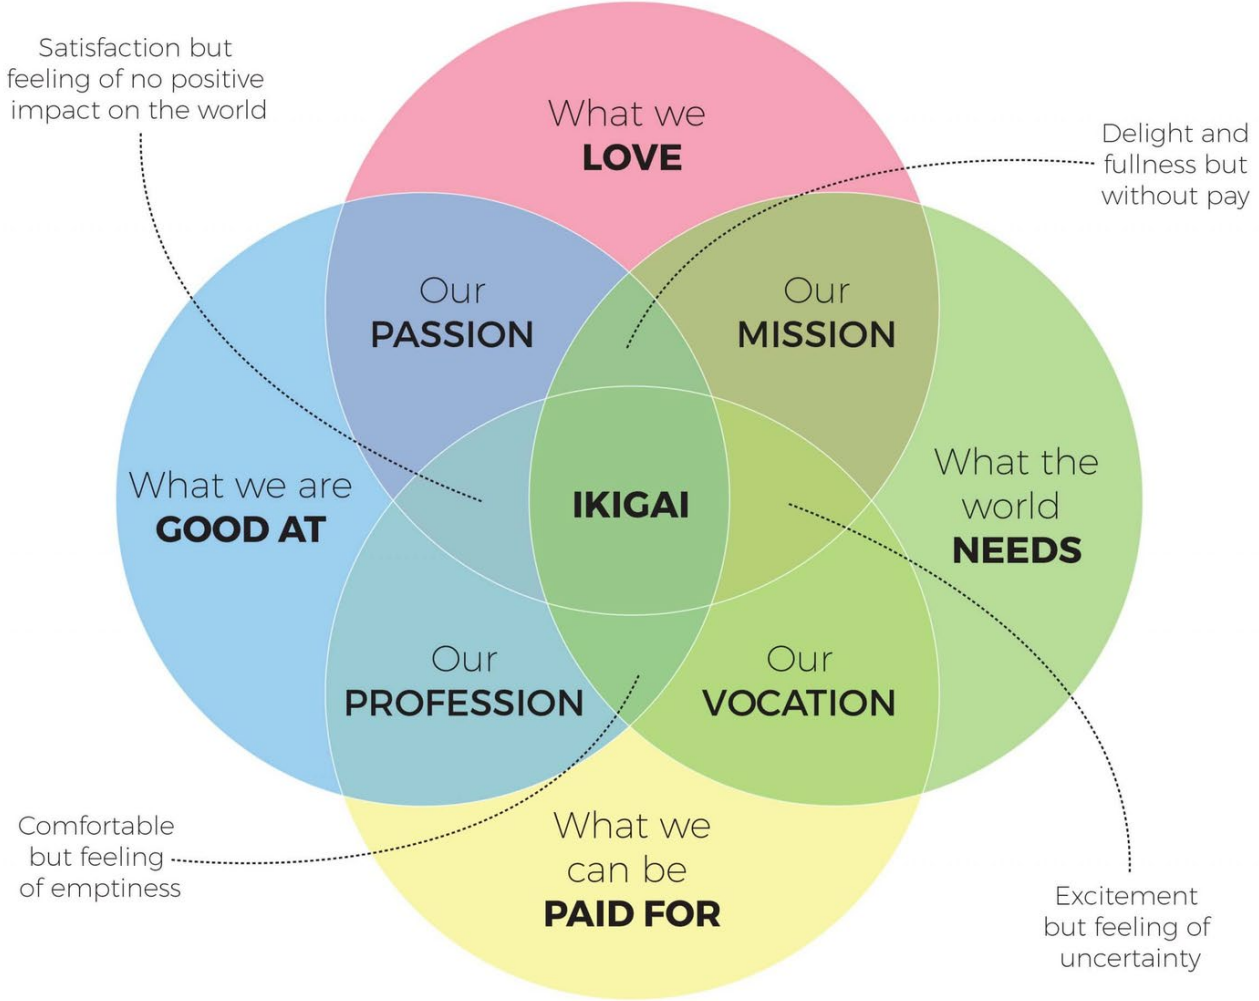 Satisfaction but
feeling of no positive
impact on the world
What we
LOVE
Delight and
fullness but
without pay
Our
PASSION
Our
MISSION
What we are
GOOD AT
IKIGAI
What the
world
NEEDS
Our
PROFESSION
Our
VOCATION
Comfortable
but feeling
of emptiness
What we
can be
PAID FOR
Excitement
but feeling of
uncertainty